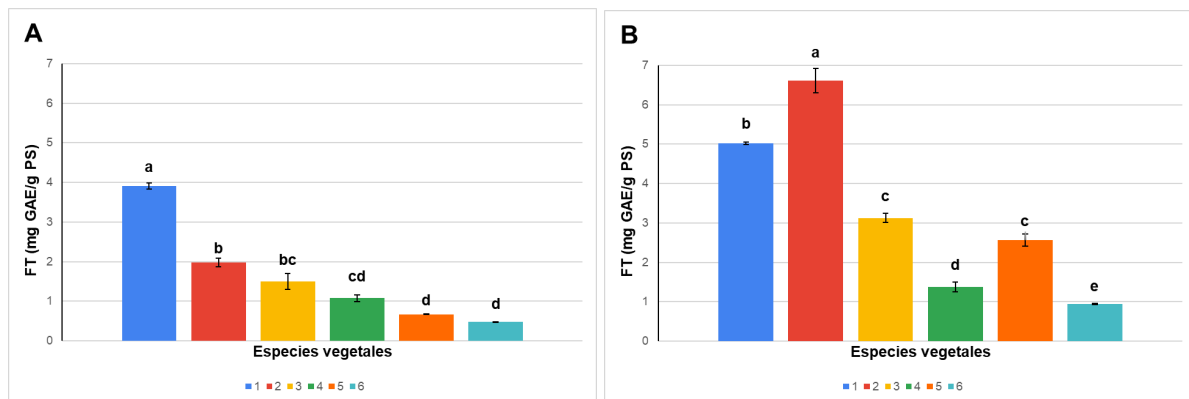 A
FT (mg GAE/g PS)
7
6
5
4
3
2
1
0
a
b
bc
cd
d
d
Especies vegetales
1 2 3 4 5 6
B
FT (mg GAE/g PS)
7
6
5
4
3
2
1
0
b
a
c
d
c
e
Especies vegetales
1 2 3 4 5 6